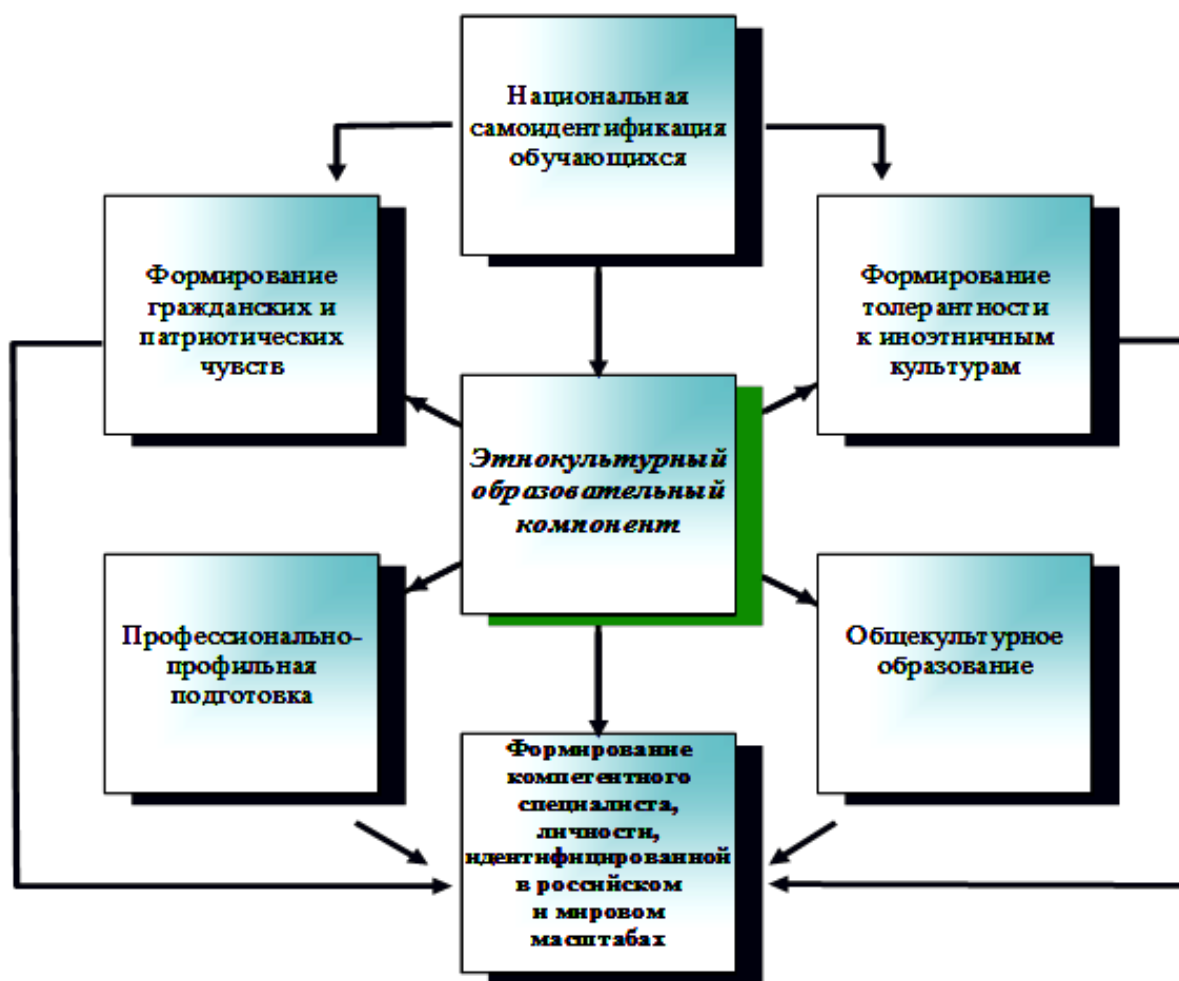 Национальная
самоидентификация
обучающихся
Формирование
гражданских и
патриотических
чувств
Формирование
толерантности
к иноэтничным
культурам
Этнокультурный
образовательный
компонент
Профессионально-
профильная
подготовка
Общекультурное
образование
Формирование
компетентного
специалиста,
личности,
идентифицированной
в российском
и мировом
масштабах